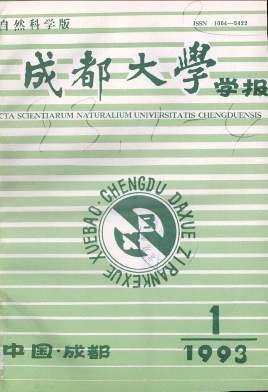 自然科学版
ISSN 1004-5422
成都大學
学报
CTA SCIENTIARUM NATURALIUM UNIVERSITATIS CHENGDUENSIS
CHENGDU DAXUE ZIRANKEXUE XUEBAO
1
中国·成都
1993